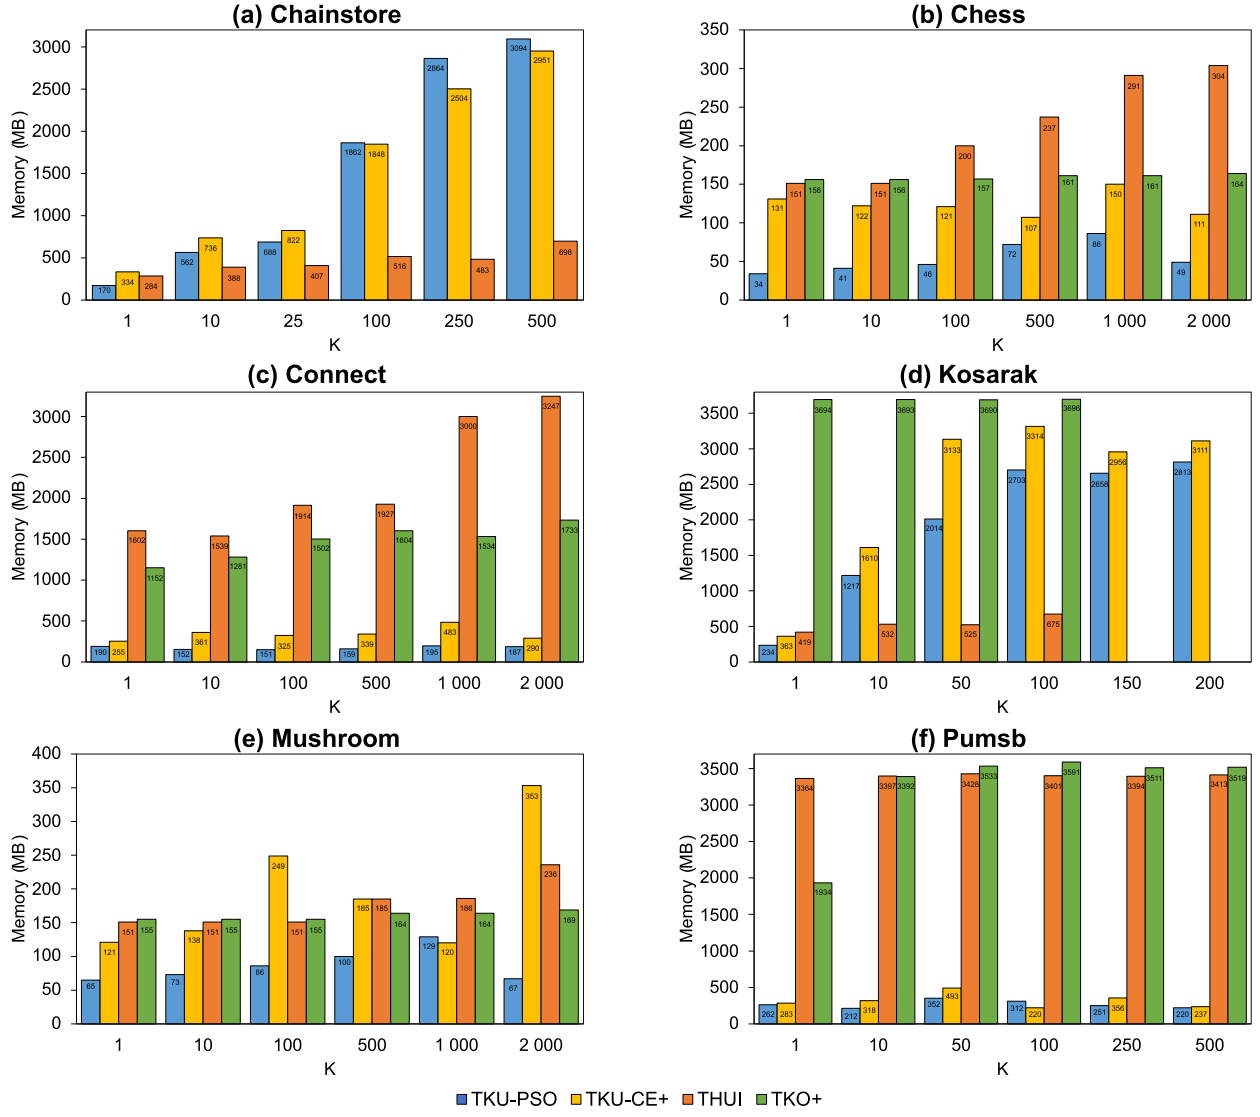 (a) Chainstore
Memory (MB)
3000
2500
2000
1500
1000
500
0
170 334 284
562 736 388
688 822 407
1862 1848 516
2864 2504 483
3094 2951 698
1 10 25 100 250 500
K
(b) Chess
Memory (MB)
350
300
250
200
150
100
50
0
34 131 151 156
41 122 151 156
46 121 200 157
72 107 237 161
86 150 291 161
49 111 304 164
1 10 100 500 1 000 2 000
K
(c) Connect
Memory (MB)
3000
2500
2000
1500
1000
500
0
190 255 1602 1152
152 361 1539 1281
151 325 1914 1502
159 339 1927 1604
195 483 3000 1534
187 290 3247 1733
1 10 100 500 1 000 2 000
K
(d) Kosarak
Memory (MB)
3500
3000
2500
2000
1500
1000
500
0
234 363 419 3694
1217 1610 532 3693
2014 3133 525 3690
2703 3314 675 3696
2658 2956
2813 3111
1 10 50 100 150 200
K
(e) Mushroom
Memory (MB)
400
350
300
250
200
150
100
50
0
65 121 151 155
73 138 151 155
86 249 151 155
100 185 185 164
129 120 186 164
67 353 236 169
1 10 100 500 1 000 2 000
K
(f) Pumsb
Memory (MB)
3500
3000
2500
2000
1500
1000
500
0
262 283 3364 1934
212 318 3397 3392
352 493 3428 3533
312 220 3401 3591
251 356 3394 3511
220 237 3413 3519
1 10 50 100 250 500
K
TKU-PSO TKU-CE+ THUI TKO+